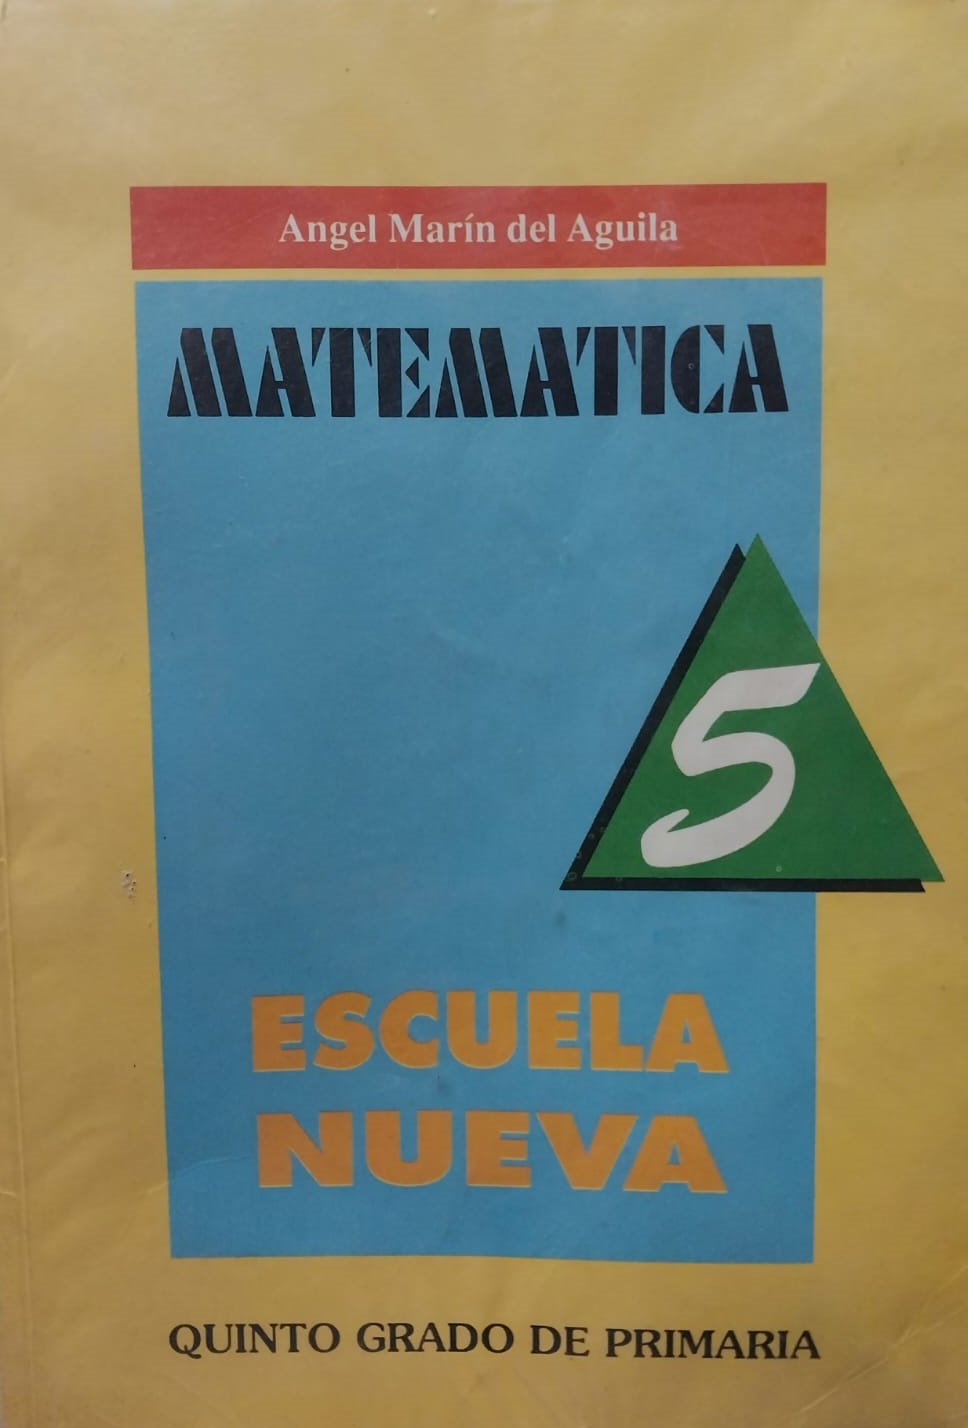 Angel Marín del Aguila
MATEMATICA
5
ESCUELA
NUEVA
QUINTO GRADO DE PRIMARIA